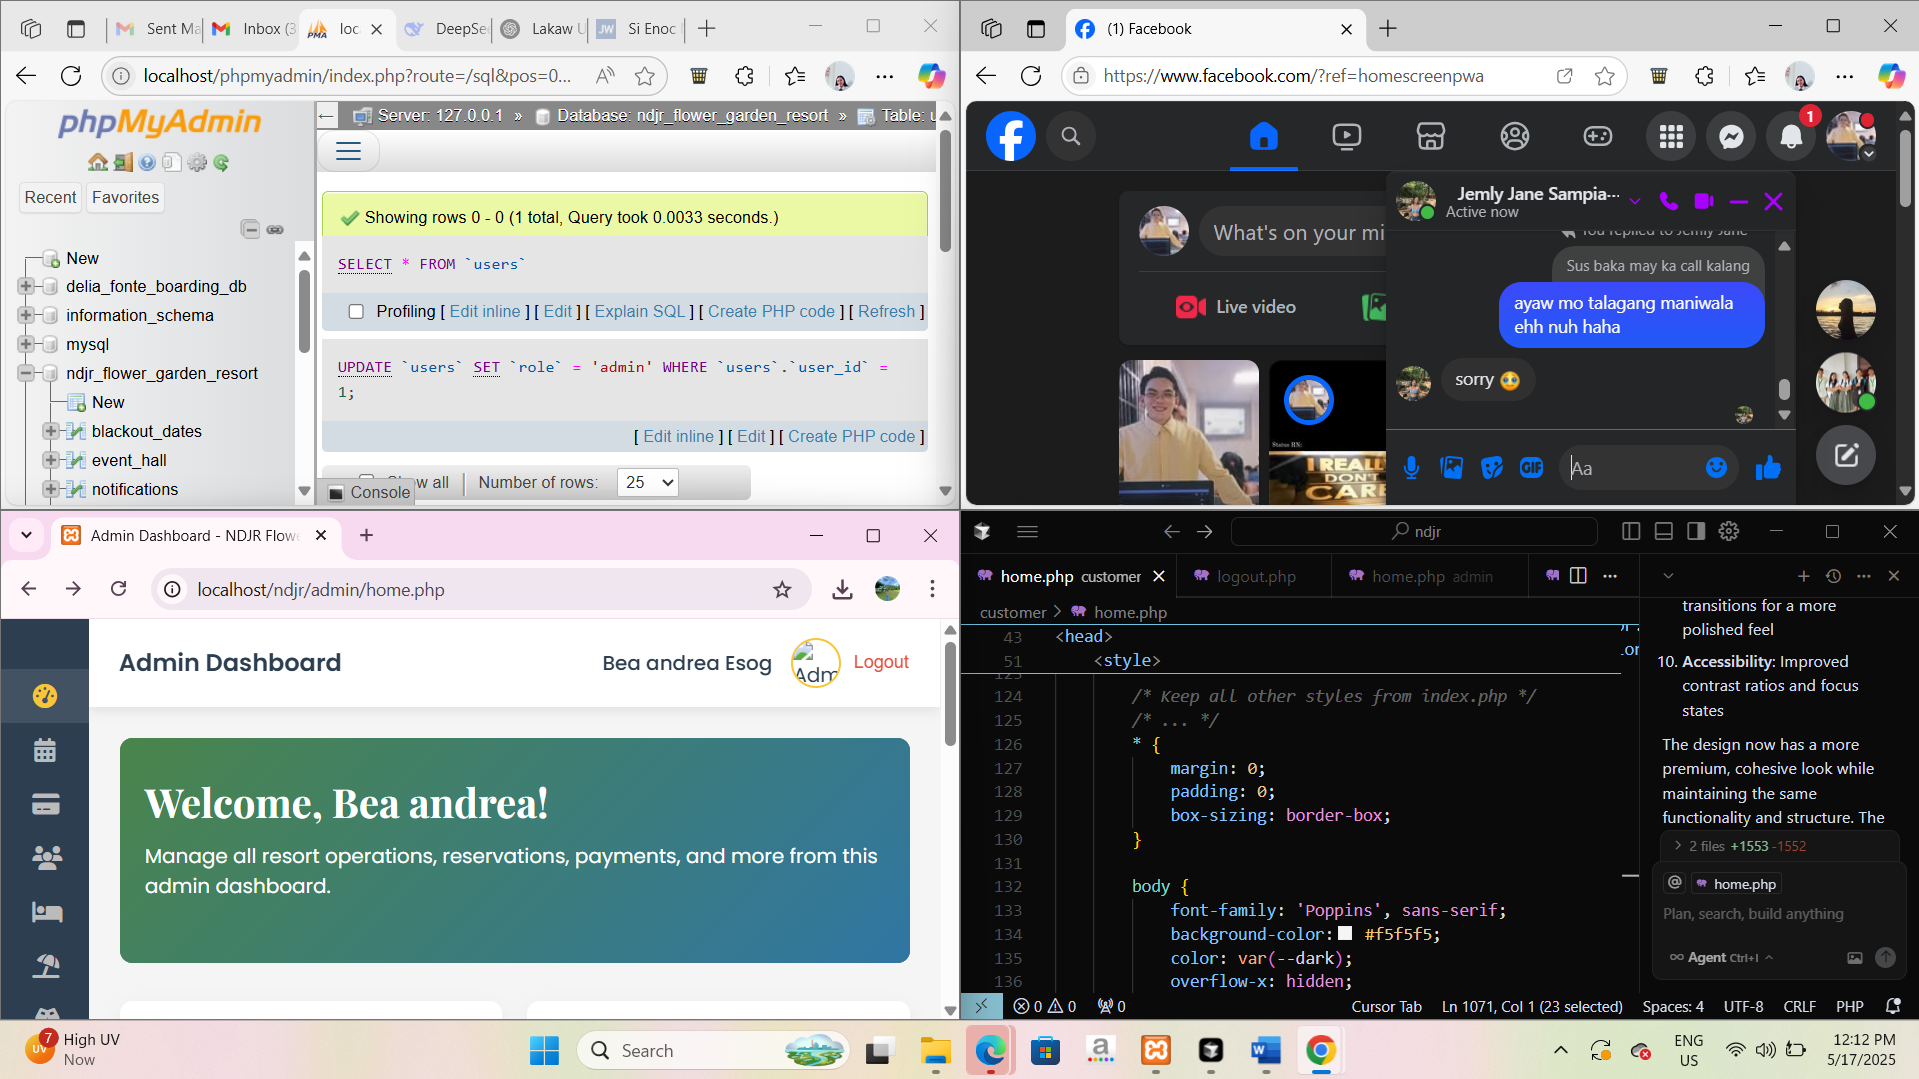 Sent Ma
Inbox (3
loc
DeepSe
Lakaw U
Si Enoc
localhost/phpmyadmin/index.php?route=/sql&pos=0...
phpMyAdmin
Recent
Favorites
New
delia_fonte_boarding_db
information_schema
mysql
ndjr_flower_garden_resort
New
blackout_dates
event_hall
notifications
Server: 127.0.0.1 » Database: ndjr_flower_garden_resort » Table: u
Showing rows 0 - 0 (1 total, Query took 0.0033 seconds.)
SELECT * FROM `users`
Profiling [ Edit inline ] [ Edit ] [ Explain SQL ] [ Create PHP code ] [ Refresh ]
UPDATE `users` SET `role` = 'admin' WHERE `users`.`user_id` =
1;
[ Edit inline ] [ Edit ] [ Create PHP code ]
Show all
Number of rows:
25
Console
(1) Facebook
https://www.facebook.com/?ref=homescreenpwa
1
What's on your mi
Live video
Status RN:
I REALLY
DON'T
CARE
Jemly Jane Sampia...
Active now
You replied to Jemly Jane
Sus baka may ka call kalang
ayaw mo talagang maniwala
ehh nuh haha
sorry 🥹
GIF
Aa
Admin Dashboard - NDJR Flowe
localhost/ndjr/admin/home.php
Admin Dashboard
Bea andrea Esog
Adm
Logout
Welcome, Bea andrea!
Manage all resort operations, reservations, payments, and more from this
admin dashboard.
ndjr
home.php customer
logout.php
home.php admin
customer > home.php
43 <head>
51 <style>
124 /* Keep all other styles from index.php */
125 /* ... */
126 * {
127 margin: 0;
128 padding: 0;
129 box-sizing: border-box;
130 }
131
132 body {
133 font-family: 'Poppins', sans-serif;
134 background-color: #f5f5f5;
135 color: var(--dark);
136 overflow-x: hidden;
transitions for a more
polished feel
10. Accessibility: Improved
contrast ratios and focus
states
The design now has a more
premium, cohesive look while
maintaining the same
functionality and structure. The
2 files +1553 -1552
@ home.php
Plan, search, build anything
Agent Ctrl+I
0 0 0
Cursor Tab
Ln 1071, Col 1 (23 selected)
Spaces: 4
UTF-8
CRLF
PHP
7
UV
High UV
Now
Search
ENG
US
12:12 PM
5/17/2025